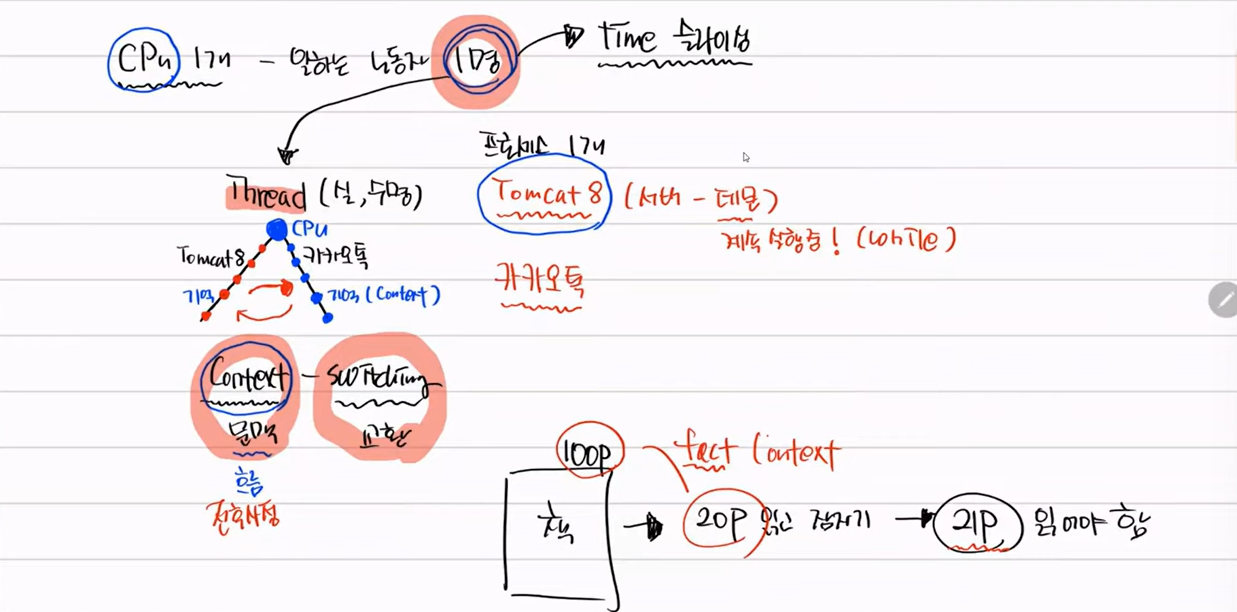 CPU 1개 - 일하는 노동자 1명
Time 슬라이싱
프로세스 1개
Thread (실, 수명)
Tomcat 8 (서버 - 데몬)
계속 실행중! (while)
CPU
Tomcat 8
카카오톡
카카오톡
기억
기억 (Context)
Context - switching
문맥
교환
흐름
전후사정
100p
fact Context
책
20p 읽고 잠자기
21p 읽어야 함